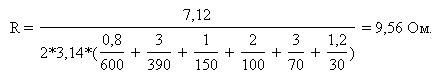 R = 7,12 / 2*3,14*(0,8/600 + 3/390 + 1/150 + 2/100 + 3/70 + 1,2/30) = 9,56 Ом.